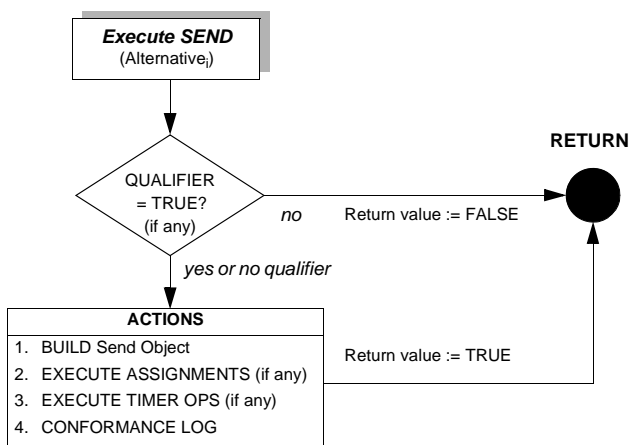 Execute SEND
(Alternativeᵢ)
RETURN
QUALIFIER
= TRUE?
(if any)
no
Return value := FALSE
yes or no qualifier
ACTIONS
1. BUILD Send Object
2. EXECUTE ASSIGNMENTS (if any)
3. EXECUTE TIMER OPS (if any)
4. CONFORMANCE LOG
Return value := TRUE